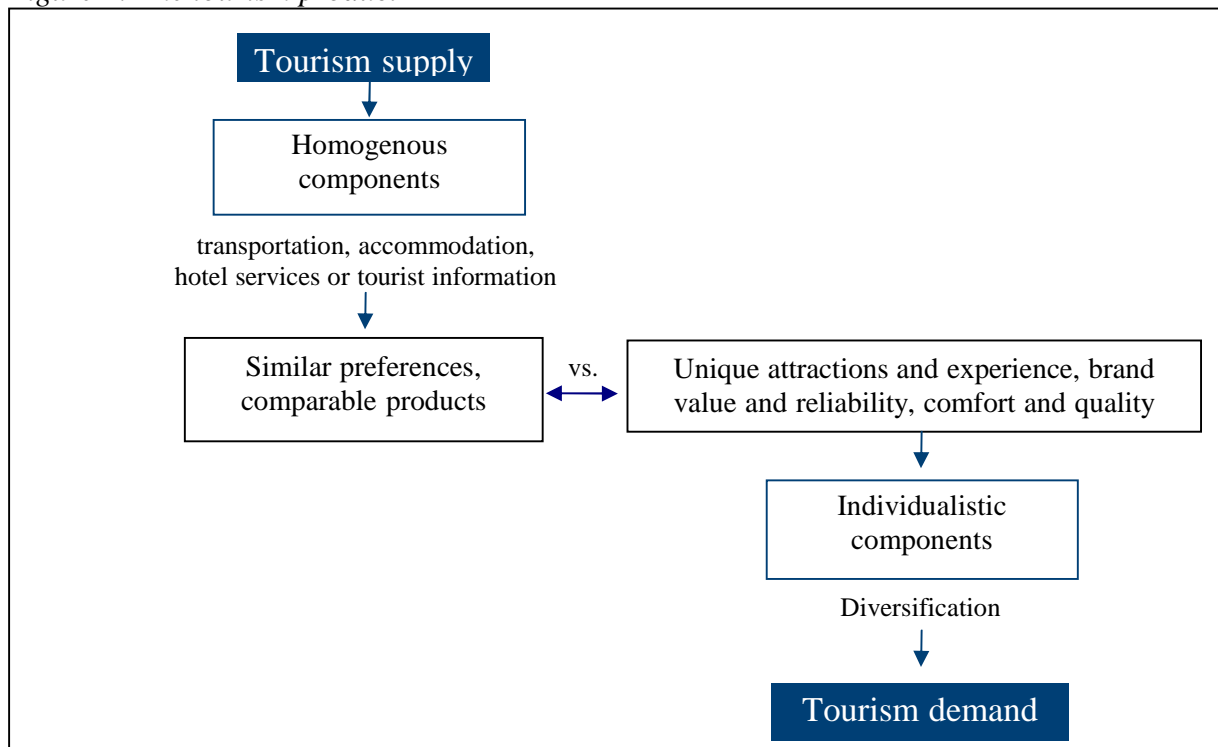 Tourism supply
Homogenous
components
transportation, accommodation,
hotel services or tourist information
Similar preferences,
comparable products
vs.
Unique attractions and experience, brand
value and reliability, comfort and quality
Individualistic
components
Diversification
Tourism demand